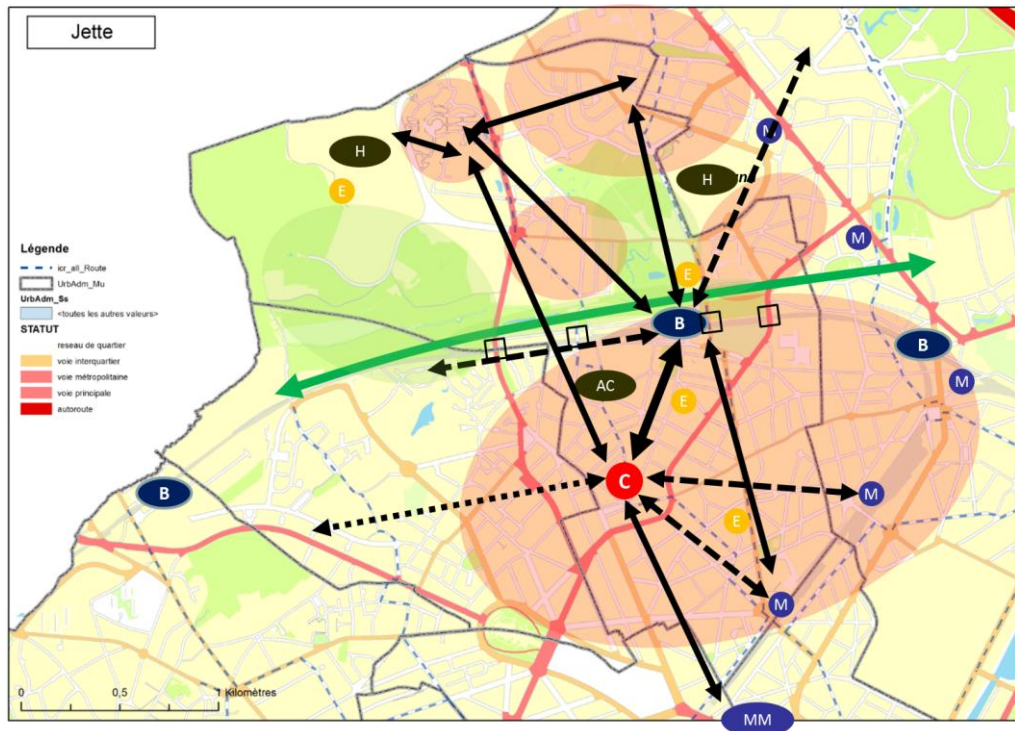 Jette
M
H
H
E
M
Légende
icr_all_Route
UrbAdm_Mu
UrbAdm_Ss
<toutes les autres valeurs>
STATUT
reseau de quartier
voie interquartier
voie métropolitaine
voie principale
autoroute
E
B
B
M
AC
E
C
B
M
E
M
0
0,5
1 Kilomètres
MM